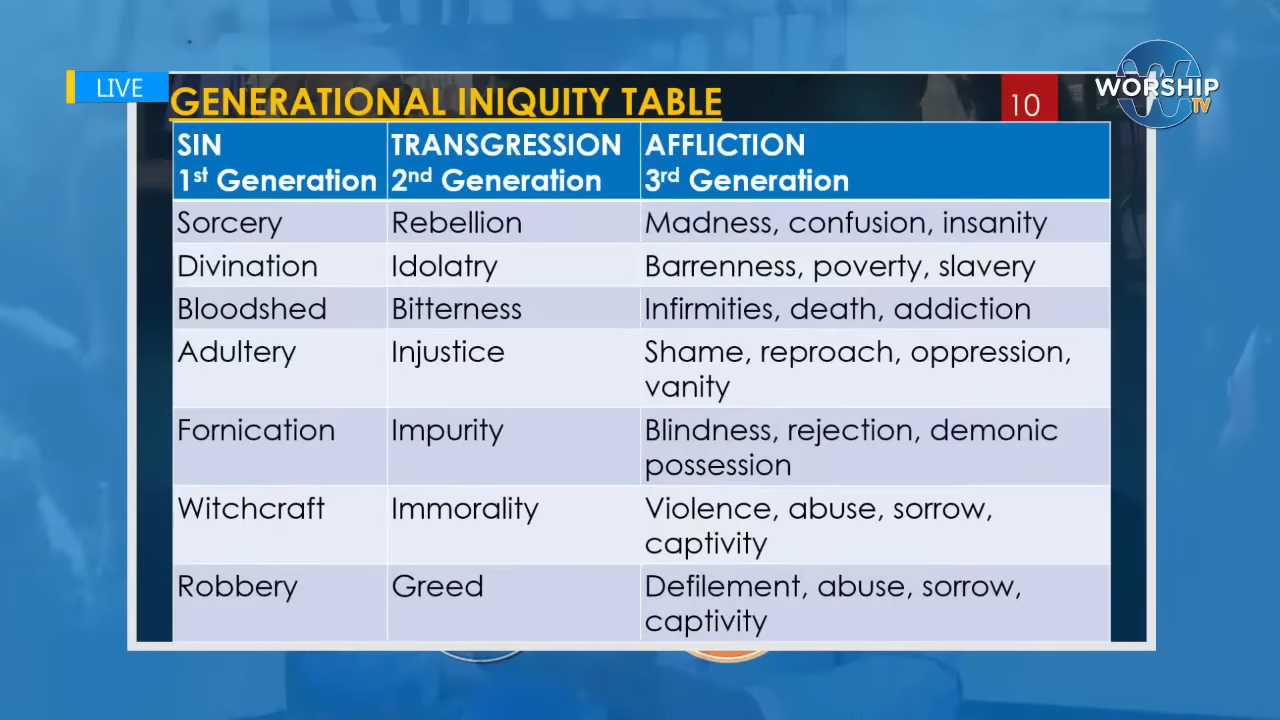 LIVE
GENERATIONAL INIQUITY TABLE
10
WORSHIP
TV
SIN
1st Generation
TRANSGRESSION
2nd Generation
AFFLICTION
3rd Generation
Sorcery
Rebellion
Madness, confusion, insanity
Divination
Idolatry
Barrenness, poverty, slavery
Bloodshed
Bitterness
Infirmities, death, addiction
Adultery
Injustice
Shame, reproach, oppression,
vanity
Fornication
Impurity
Blindness, rejection, demonic
possession
Witchcraft
Immorality
Violence, abuse, sorrow,
captivity
Robbery
Greed
Defilement, abuse, sorrow,
captivity